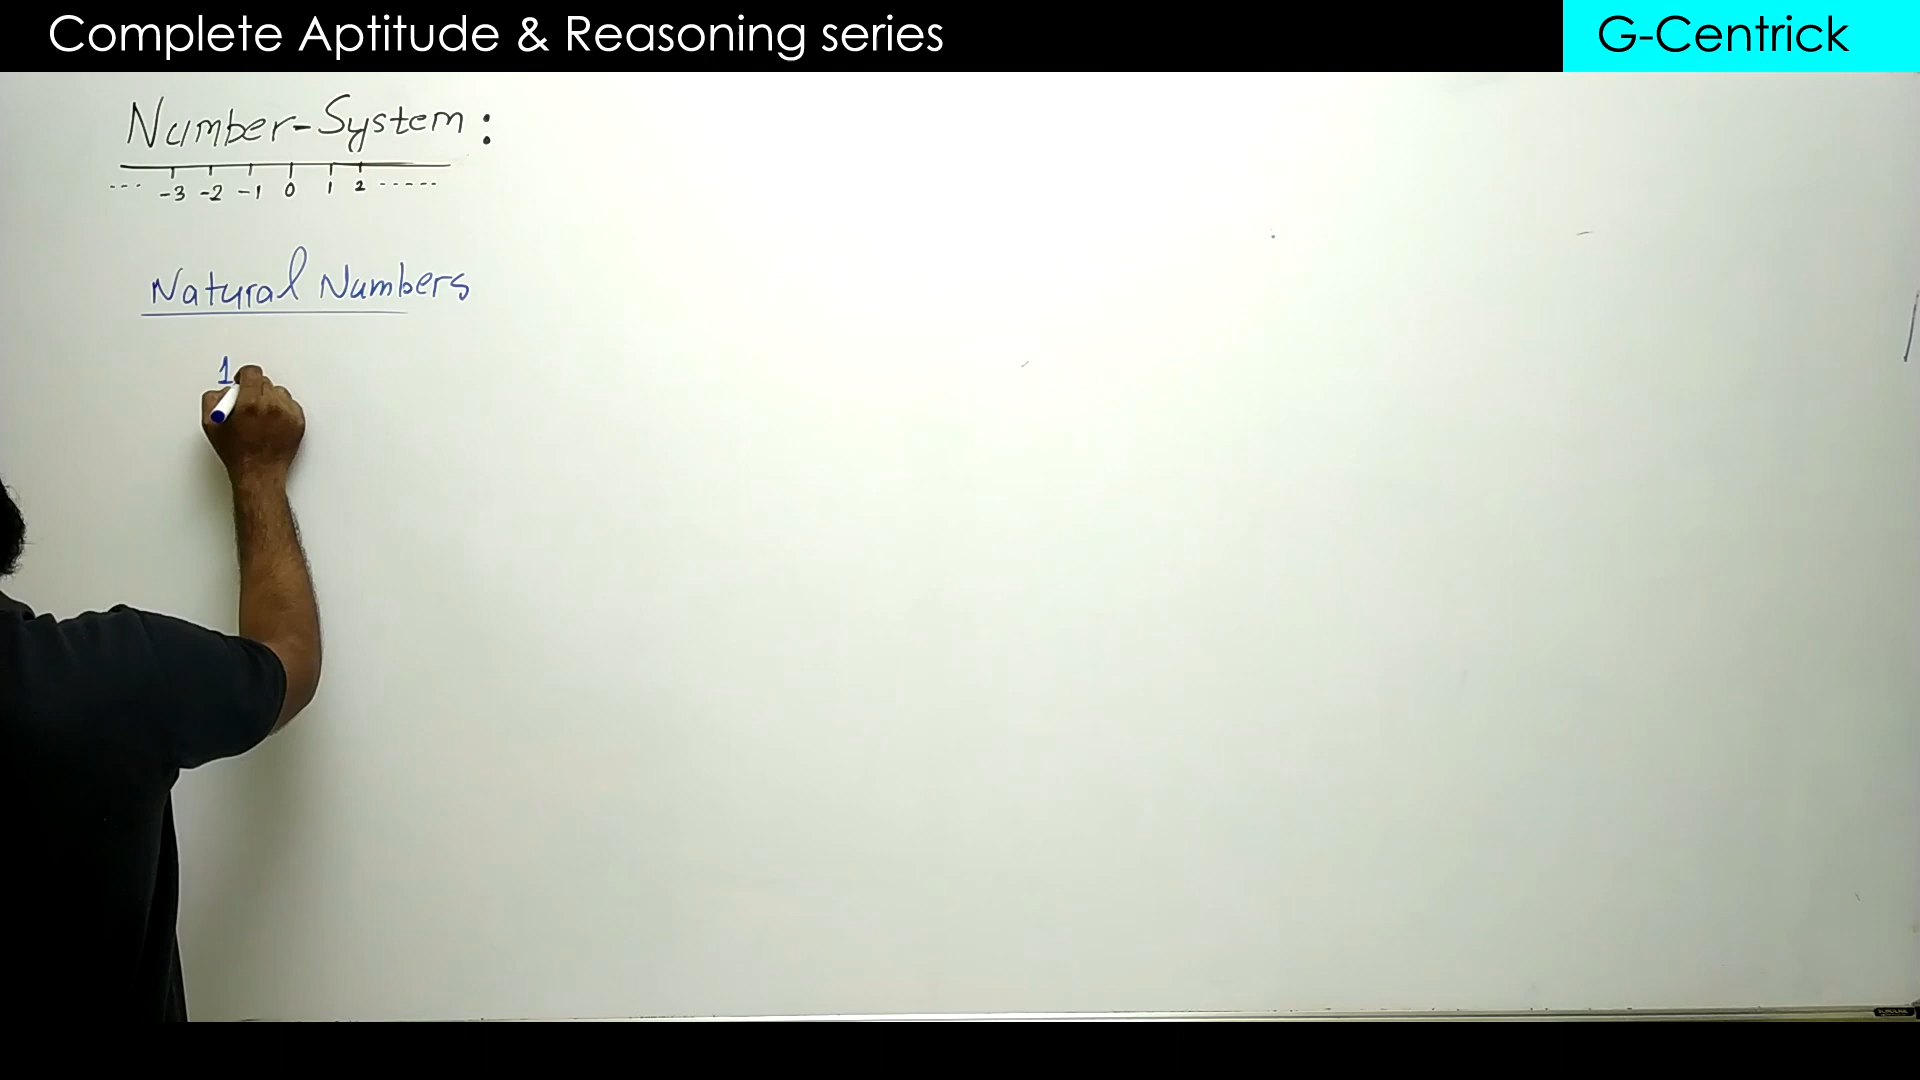 Complete Aptitude & Reasoning series
G-Centrick
Number-System :
--- -3 -2 -1 0 1 2 -----
Natural Numbers
1